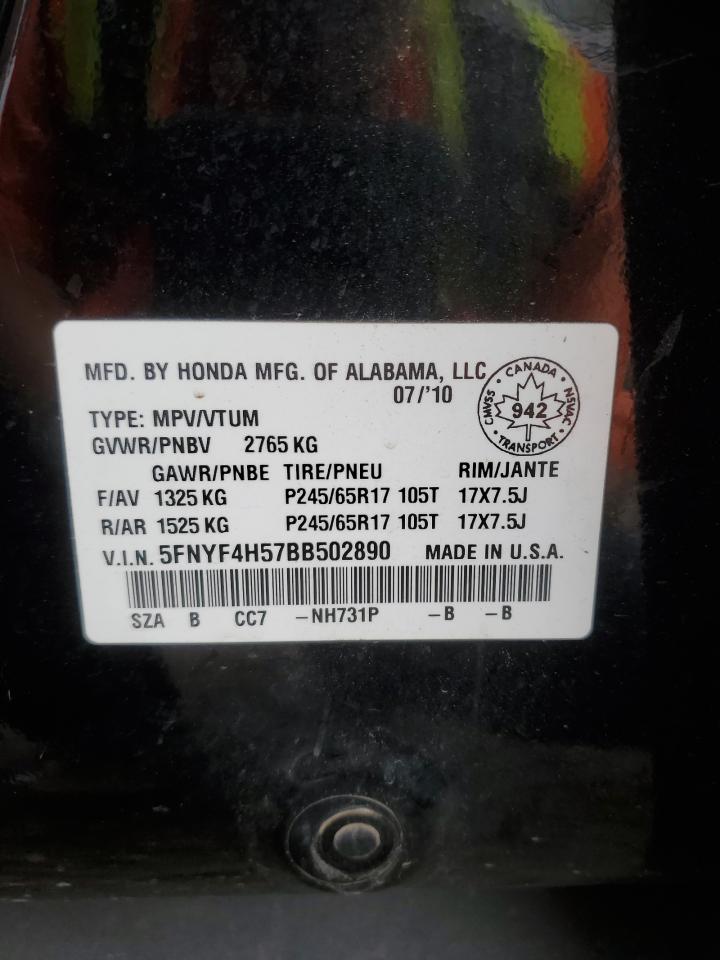 MFD. BY HONDA MFG. OF ALABAMA, LLC
07/'10
CANADA
CMVSS 942 NSVAC
TRANSPORT
TYPE: MPV/VTUM
GVWR/PNBV 2765 KG
GAWR/PNBE TIRE/PNEU RIM/JANTE
F/AV 1325 KG P245/65R17 105T 17X7.5J
R/AR 1525 KG P245/65R17 105T 17X7.5J
V.I.N. 5FNYF4H57BB502890 MADE IN U.S.A.
SZA B CC7 -NH731P -B -B